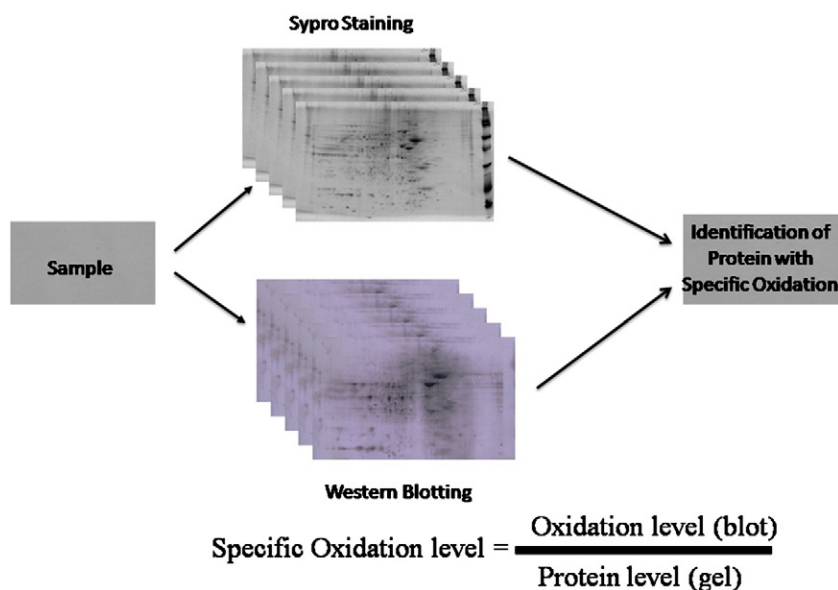 Sypro Staining
Sample
Identification of
Protein with
Specific Oxidation
Western Blotting
Specific Oxidation level = Oxidation level (blot)
Protein level (gel)